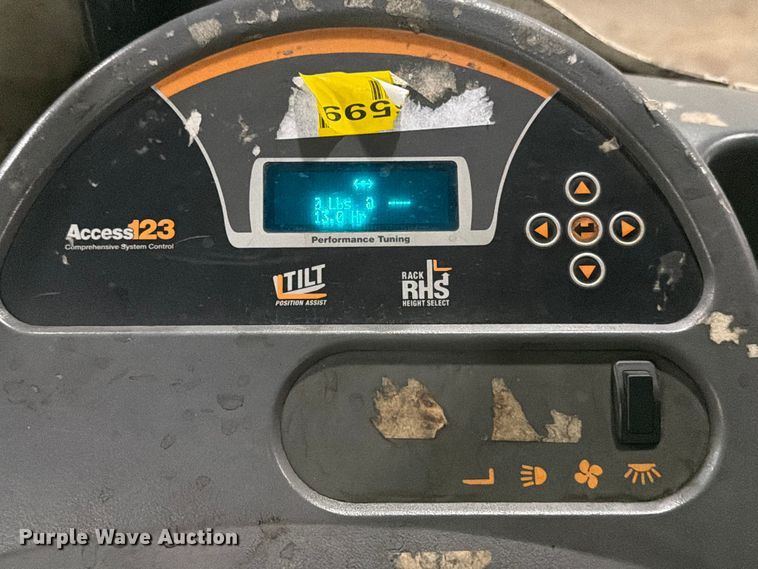 599
0 Lbs. @ ----
13.0 Hr
Performance Tuning
Access123
Comprehensive System Control
TILT
POSITION ASSIST
RACK
RHS
HEIGHT SELECT
Purple Wave Auction®